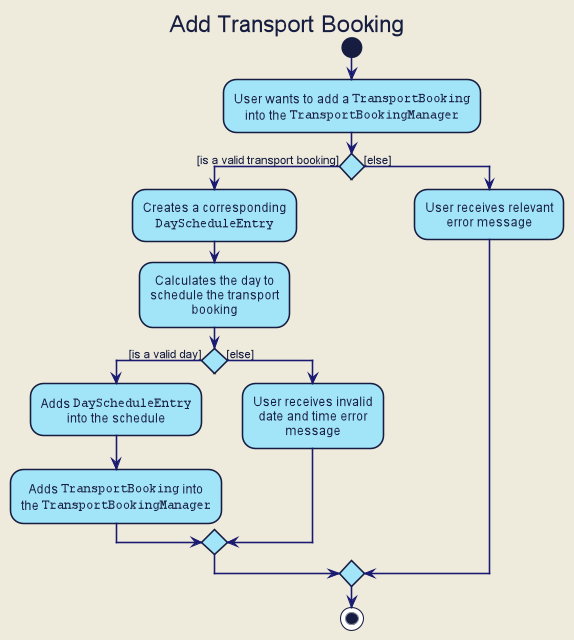 Add Transport Booking
User wants to add a TransportBooking
into the TransportBookingManager
[is a valid transport booking]
[else]
Creates a corresponding
DayScheduleEntry
User receives relevant
error message
Calculates the day to
schedule the transport
booking
[is a valid day]
[else]
Adds DayScheduleEntry
into the schedule
User receives invalid
date and time error
message
Adds TransportBooking into
the TransportBookingManager